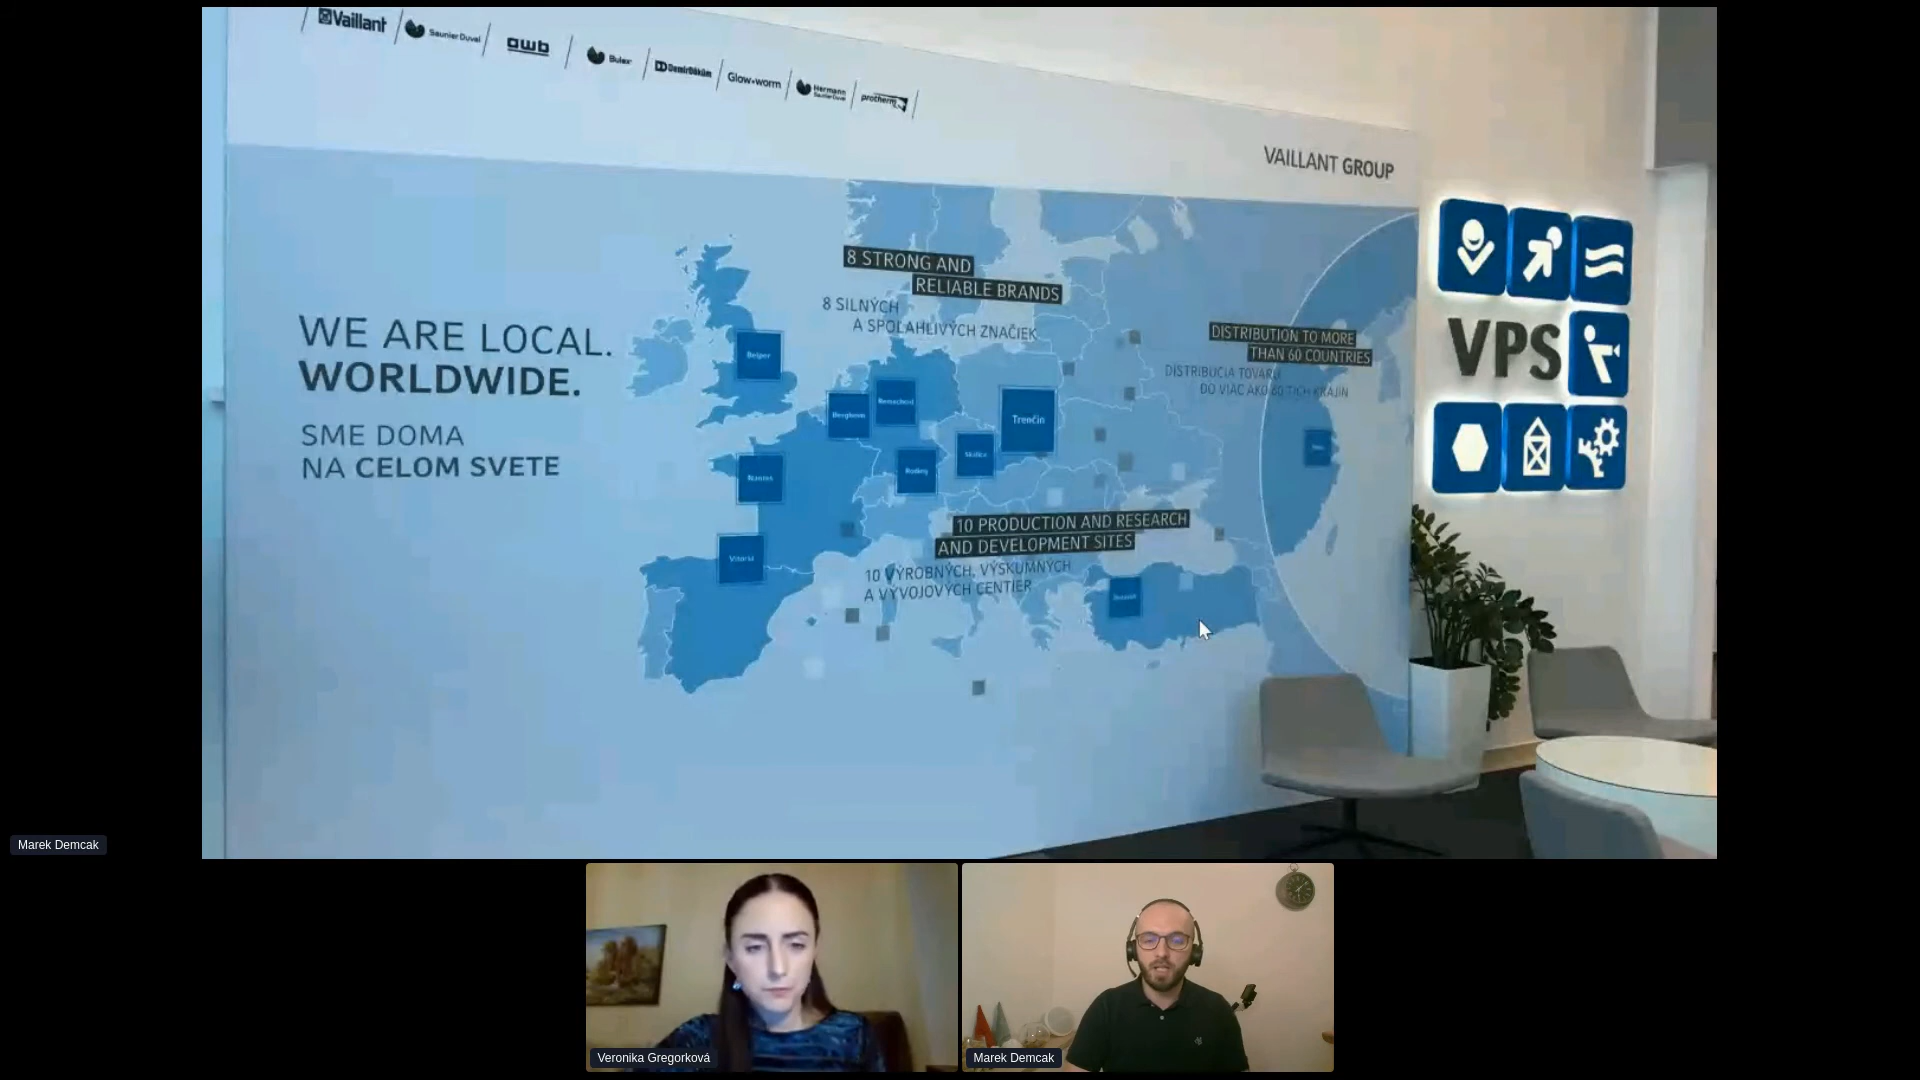 Vaillant
Saunier Duval
awb
Bulex
DemirDöküm
Glow-worm
Hermann
Saunier Duval
protherm
VAILLANT GROUP
8 STRONG AND
RELIABLE BRANDS
8 SILNÝCH
A SPOĽAHLIVÝCH ZNAČIEK
WE ARE LOCAL.
WORLDWIDE.
SME DOMA
NA CELOM SVETE
DISTRIBUTION TO MORE
THAN 60 COUNTRIES
DISTRIBÚCIA TOVARU
DO VIAC AKO 60 TICH KRAJÍN
VPS
Belper
Bergheim
Remscheid
Trenčín
Skalica
Roding
Nantes
Vitoria
10 PRODUCTION AND RESEARCH
AND DEVELOPMENT SITES
10 VÝROBNÝCH, VÝSKUMNÝCH
A VÝVOJOVÝCH CENTIER
Marek Demcak
Veronika Gregorková
Marek Demcak